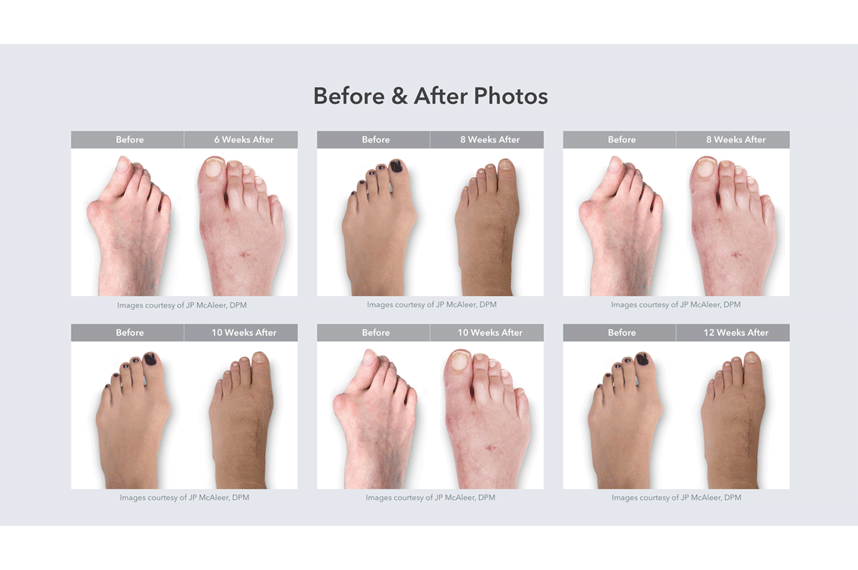 Before & After Photos
Before 6 Weeks After
Before 8 Weeks After
Before 8 Weeks After
Images courtesy of JP McAleer, DPM
Images courtesy of JP McAleer, DPM
Images courtesy of JP McAleer, DPM
Before 10 Weeks After
Before 10 Weeks After
Before 12 Weeks After
Images courtesy of JP McAleer, DPM
Images courtesy of JP McAleer, DPM
Images courtesy of JP McAleer, DPM